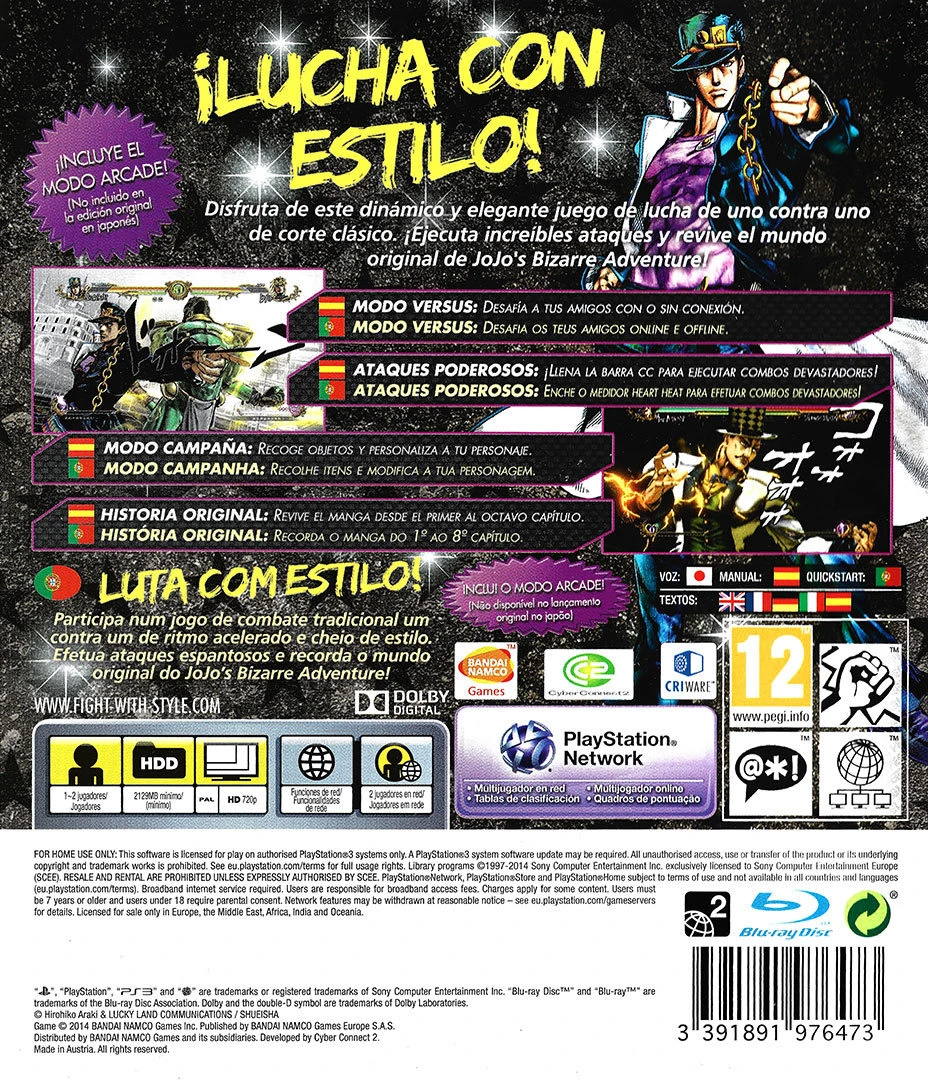 ¡LUCHA CON
ESTILO!
¡INCLUYE EL
MODO ARCADE!
(No incluido en
la edición original
en japonés)
Disfruta de este dinámico y elegante juego de lucha de uno contra uno
de corte clásico. ¡Ejecuta increíbles ataques y revive el mundo
original de JoJo's Bizarre Adventure!
MODO VERSUS: DESAFÍA A TUS AMIGOS CON O SIN CONEXIÓN.
MODO VERSUS: DESAFIA OS TEUS AMIGOS ONLINE E OFFLINE.
ATAQUES PODEROSOS: ¡LLENA LA BARRA CC PARA EJECUTAR COMBOS DEVASTADORES!
ATAQUES PODEROSOS: ENCHE O MEDIDOR HEART HEAT PARA EFETUAR COMBOS DEVASTADORES!
MODO CAMPAÑA: RECOGE OBJETOS Y PERSONALIZA A TU PERSONAJE.
MODO CAMPANHA: RECOLHE ITENS E MODIFICA A TUA PERSONAGEM.
HISTORIA ORIGINAL: REVIVE EL MANGA DESDE EL PRIMER AL OCTAVO CAPÍTULO.
HISTÓRIA ORIGINAL: RECORDA O MANGA DO 1º AO 8º CAPÍTULO.
LUTA COM ESTILO!
Participa num jogo de combate tradicional um
contra um de ritmo acelerado e cheio de estilo.
Efetua ataques espantosos e recorda o mundo
original do JoJo's Bizarre Adventure!
INCLUI O MODO ARCADE!
(Não disponível no lançamento
original no japão)
VOZ: MANUAL: QUICKSTART:
TEXTOS:
WWW.FIGHT-WITH-STYLE.COM
DOLBY
DIGITAL
BANDAI
NAMCO
Games
C2
CyberConnect2
CRIWARE™
12
www.pegi.info
@*!
1~2 jugadores/
Jogadores
HDD
2129MB mínimo/
(mínimo)
PAL
HD 720p
Funciones de red/
Funcionalidades
de rede
2 jugadores en red/
Jogadores em rede
PlayStation®
Network
• Multijugador en red • Multijogador online
• Tablas de clasificación • Quadros de pontuação
FOR HOME USE ONLY: This software is licensed for play on authorised PlayStation®3 systems only. A PlayStation®3 system software update may be required. All unauthorised access, use or transfer of the product or its underlying
copyright and trademark works is prohibited. See eu.playstation.com/terms for full usage rights. Library programs ©1997-2014 Sony Computer Entertainment Inc. exclusively licensed to Sony Computer Entertainment Europe
(SCEE). RESALE AND RENTAL ARE PROHIBITED UNLESS EXPRESSLY AUTHORISED BY SCEE. PlayStation®Network, PlayStation®Store and PlayStation®Home subject to terms of use and not available in all countries and languages
(eu.playstation.com/terms). Broadband internet service required. Users are responsible for broadband access fees. Charges apply for some content. Users must
be 7 years or older and users under 18 require parental consent. Network features may be withdrawn at reasonable notice – see eu.playstation.com/gameservers
for details. Licensed for sale only in Europe, the Middle East, Africa, India and Oceania.
2
Blu-ray Disc
", "PlayStation", "PS3" and " " are trademarks or registered trademarks of Sony Computer Entertainment Inc. "Blu-ray Disc™" and "Blu-ray™" are
trademarks of the Blu-ray Disc Association. Dolby and the double-D symbol are trademarks of Dolby Laboratories.
© Hirohiko Araki & LUCKY LAND COMMUNICATIONS / SHUEISHA
Game © 2014 BANDAI NAMCO Games Inc. Published by BANDAI NAMCO Games Europe S.A.S.
Distributed by BANDAI NAMCO Games and its subsidiaries. Developed by Cyber Connect 2.
Made in Austria. All rights reserved.
3 391891 976473